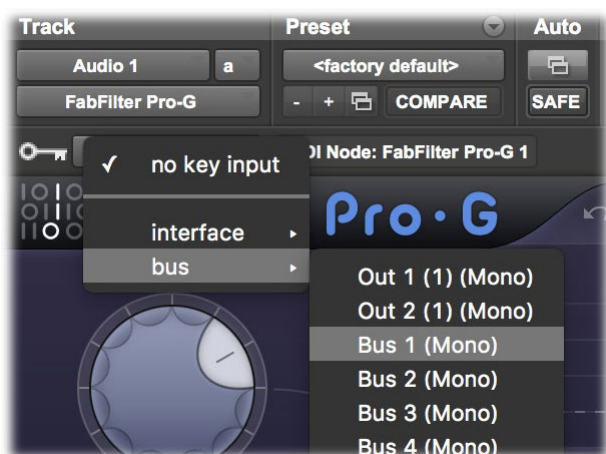 Track Preset Auto
Audio 1 a <factory default>
FabFilter Pro-G - + COMPARE SAFE
✓ no key input DI Node: FabFilter Pro-G 1
Pro·G
interface
bus
Out 1 (1) (Mono)
Out 2 (1) (Mono)
Bus 1 (Mono)
Bus 2 (Mono)
Bus 3 (Mono)
Bus 4 (Mono)